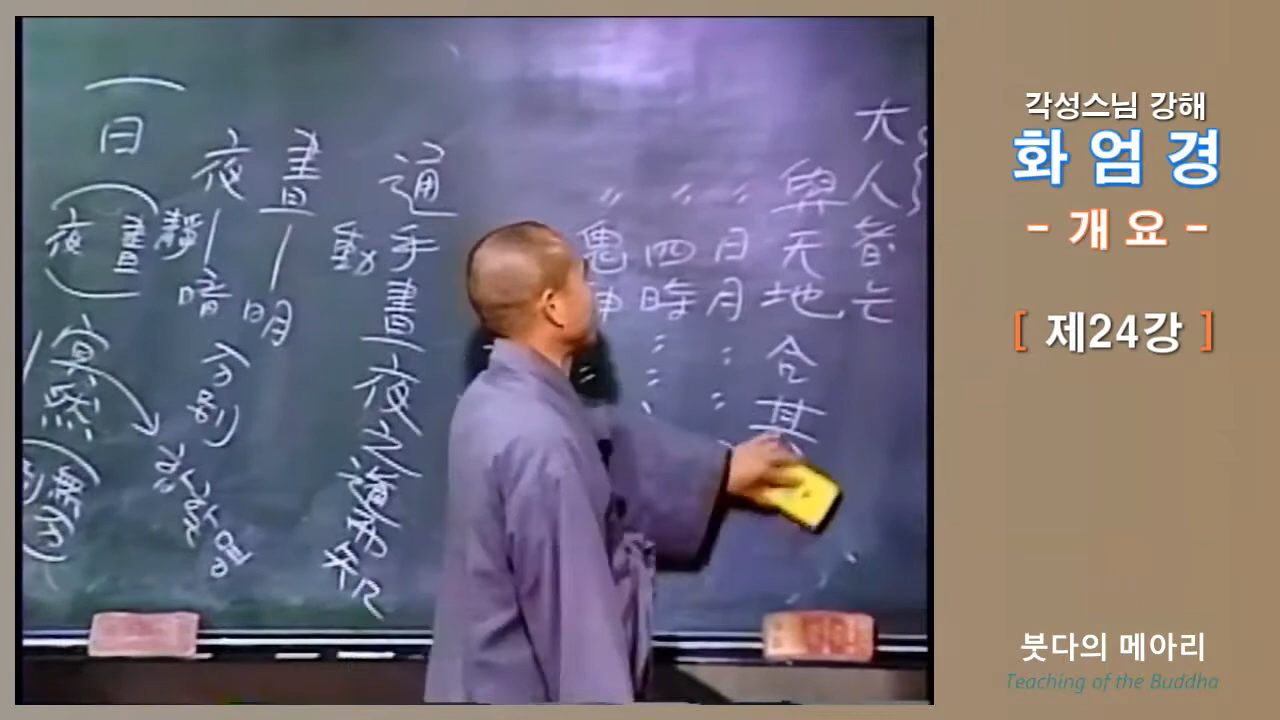 大人者
與天地合其
〃日月〃〃
〃四時〃〃
〃鬼神〃
通乎晝夜之道而知
動
晝 — 明
夜 — 暗
靜
分別
一日
晝
夜
冥然
각성스님 강해
화엄경
- 개요 -
[ 제24강 ]
붓다의 메아리
Teaching of the Buddha